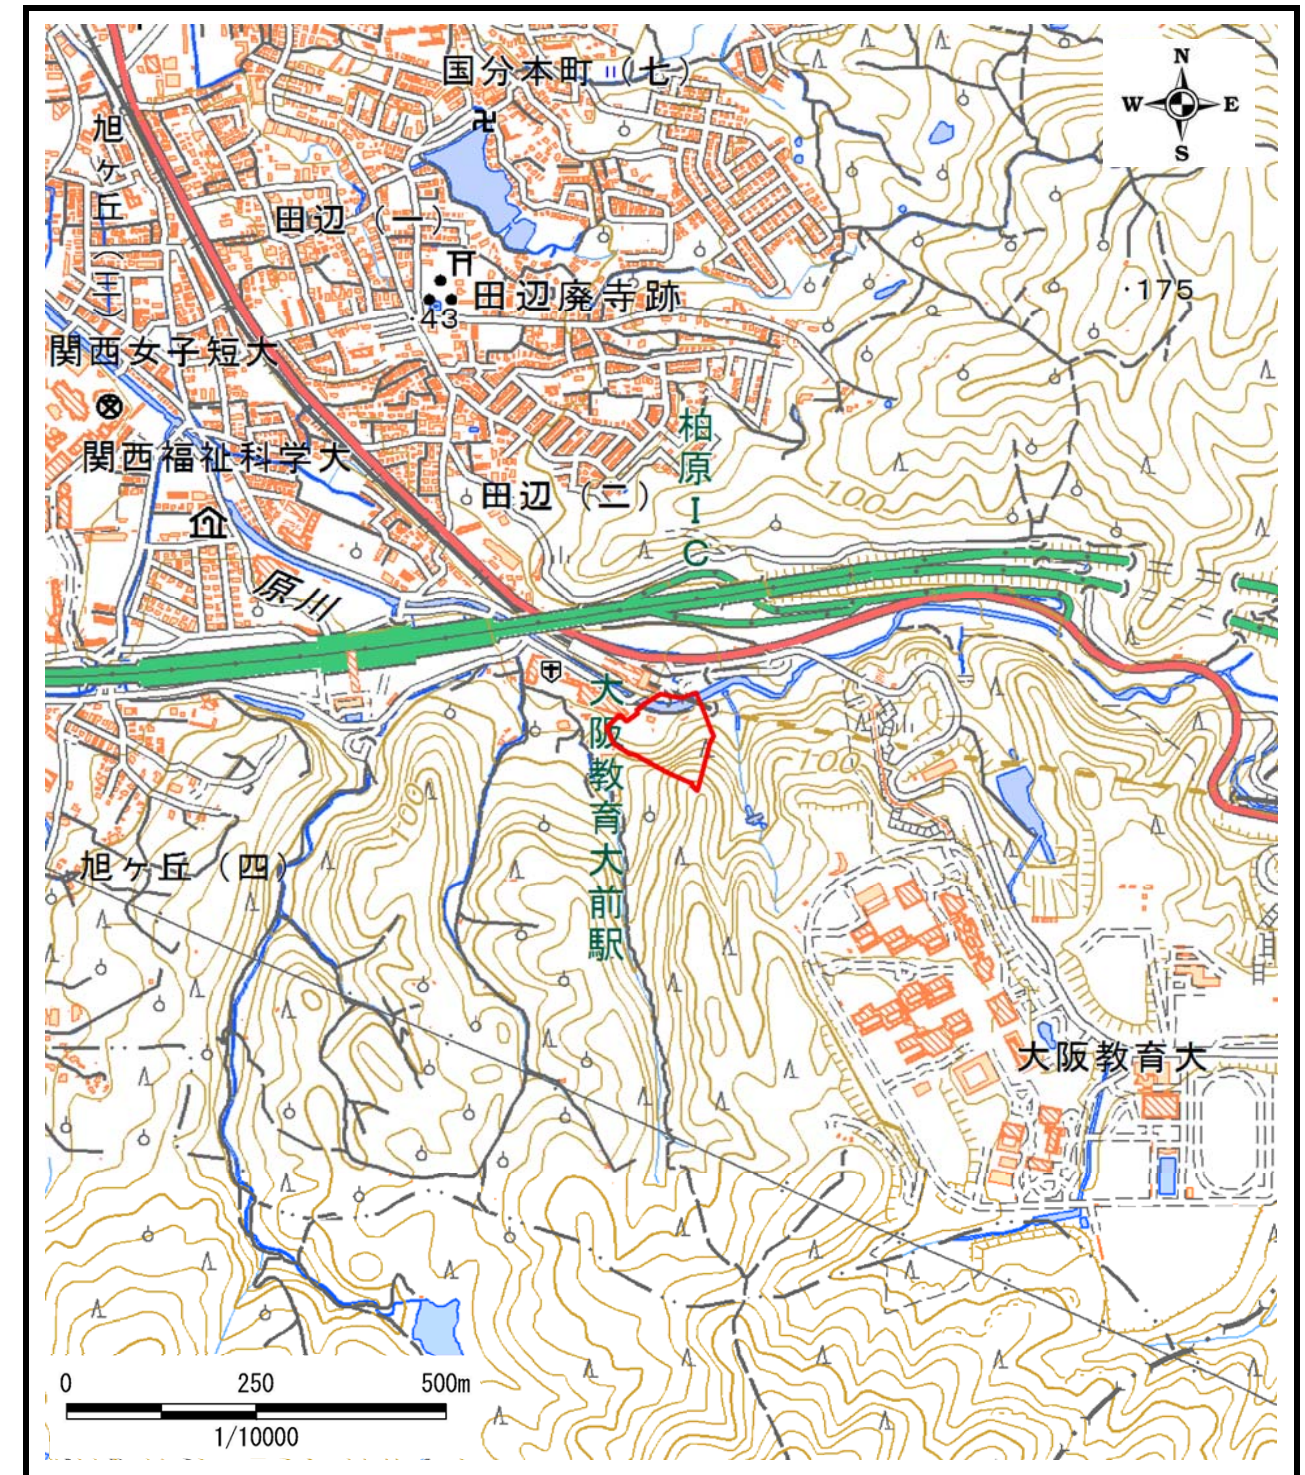 国分本町（七）
N
W E
S
旭ヶ丘（三）
田辺（一）
田辺廃寺跡
・43
・175
関西女子短大
関西福祉科学大
柏原IC
田辺（二）
100
原川
大阪教育大前駅
100
100
旭ヶ丘（四）
大阪教育大
0 250 500m
1/10000